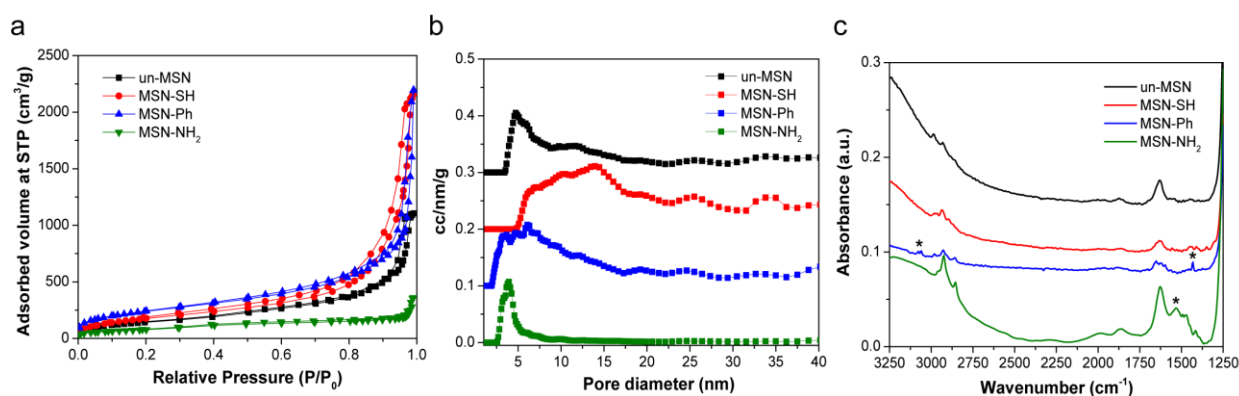 a
2500
2250
2000
1750
1500
1250
1000
750
500
250
0
Adsorbed volume at STP (cm³/g)
un-MSN
MSN-SH
MSN-Ph
MSN-NH₂
0.0 0.2 0.4 0.6 0.8 1.0
Relative Pressure (P/P₀)
b
0.5
0.4
0.3
0.2
0.1
0.0
cc/nm/g
un-MSN
MSN-SH
MSN-Ph
MSN-NH₂
5 10 15 20 25 30 35 40
Pore diameter (nm)
c
0.3
0.2
0.1
0.0
Absorbance (a.u.)
un-MSN
MSN-SH
MSN-Ph
MSN-NH₂
*
*
*
3250 3000 2750 2500 2250 2000 1750 1500 1250
Wavenumber (cm⁻¹)